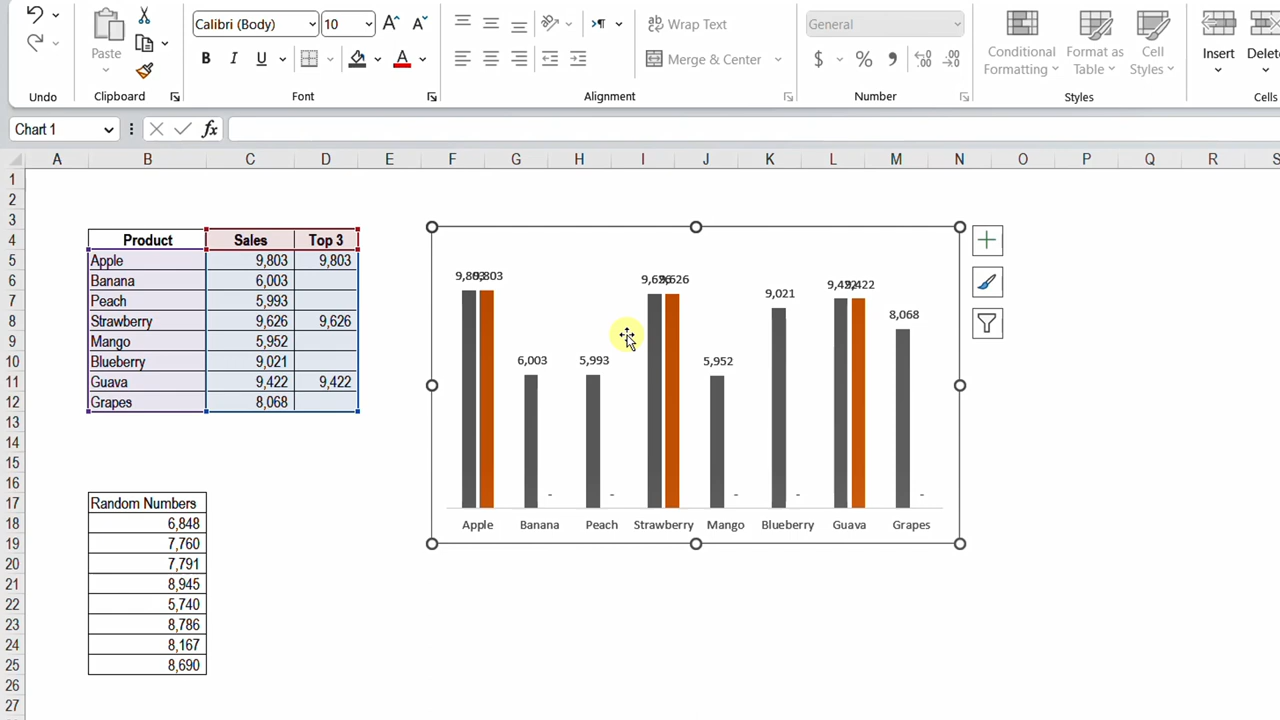 Calibri (Body) 10
Wrap Text
General
Paste
B I U A
Merge & Center
$ %
Conditional Formatting
Format as Table
Cell Styles
Insert
Undo
Clipboard
Font
Alignment
Number
Styles
Cells
Chart 1
fx
A B C D E F G H I J K L M N O P Q R
1
2
3
4 Product Sales Top 3
5 Apple 9,803 9,803
6 Banana 6,003
7 Peach 5,993
8 Strawberry 9,626 9,626
9 Mango 5,952
10 Blueberry 9,021
11 Guava 9,422 9,422
12 Grapes 8,068
13
14
15
16
17 Random Numbers
18 6,848
19 7,760
20 7,791
21 8,945
22 5,740
23 8,786
24 8,167
25 8,690
26
27
6,003 5,993 5,952 9,021 8,068
- - - - -
Apple Banana Peach Strawberry Mango Blueberry Guava Grapes